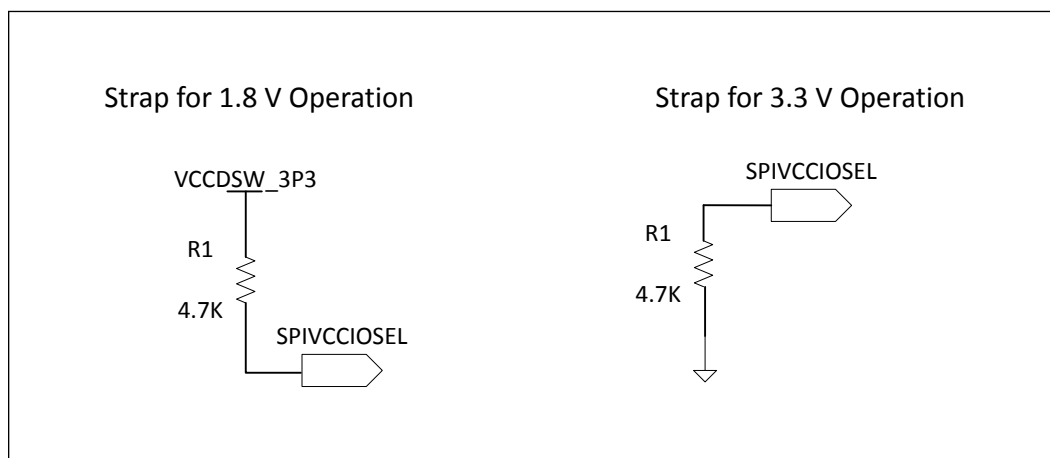 Strap for 1.8 V Operation
VCCDSW_3P3
R1
4.7K
SPIVCCIOSEL
Strap for 3.3 V Operation
SPIVCCIOSEL
R1
4.7K